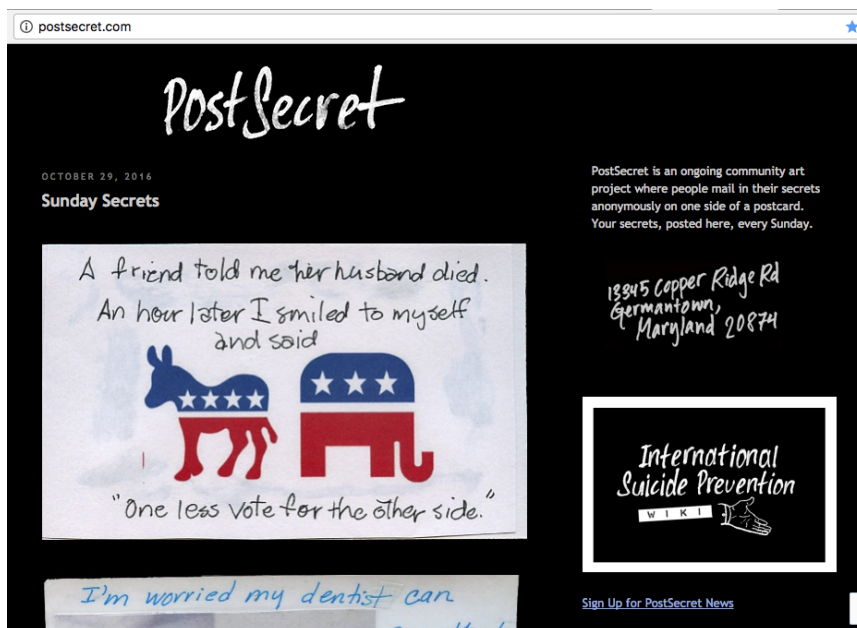 postsecret.com
PostSecret
OCTOBER 29, 2016
Sunday Secrets
A friend told me her husband died.
An hour later I smiled to myself
and said
"One less vote for the other side."
I'm worried my dentist can
PostSecret is an ongoing community art
project where people mail in their secrets
anonymously on one side of a postcard.
Your secrets, posted here, every Sunday.
13345 Copper Ridge Rd
Germantown,
Maryland 20874
International
Suicide Prevention
WIKI
Sign Up for PostSecret News